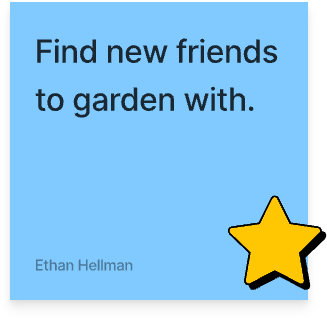 Find new friends
to garden with.
Ethan Hellman